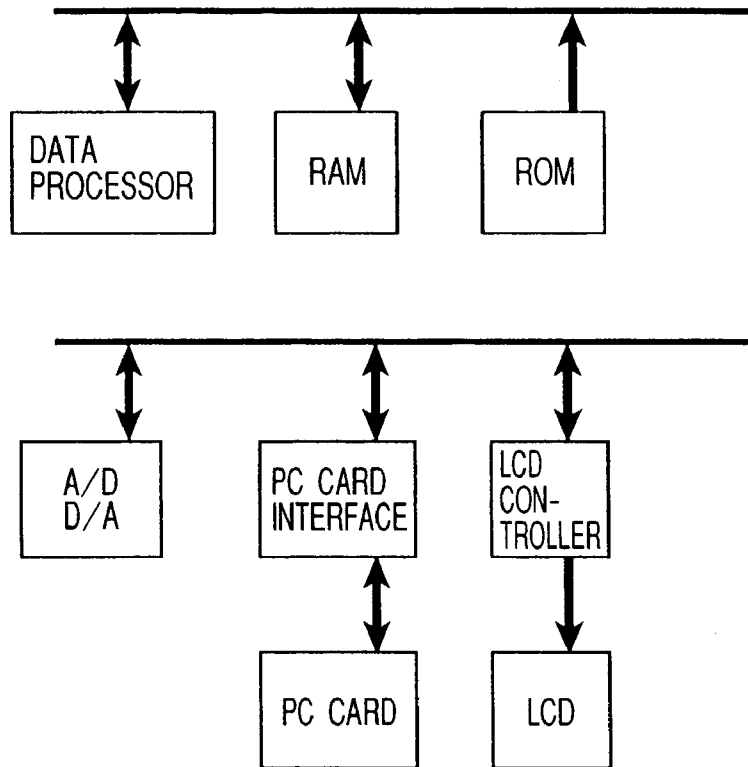 DATA
PROCESSOR
RAM
ROM
A/D
D/A
PC CARD
INTERFACE
LCD
CON-
TROLLER
PC CARD
LCD